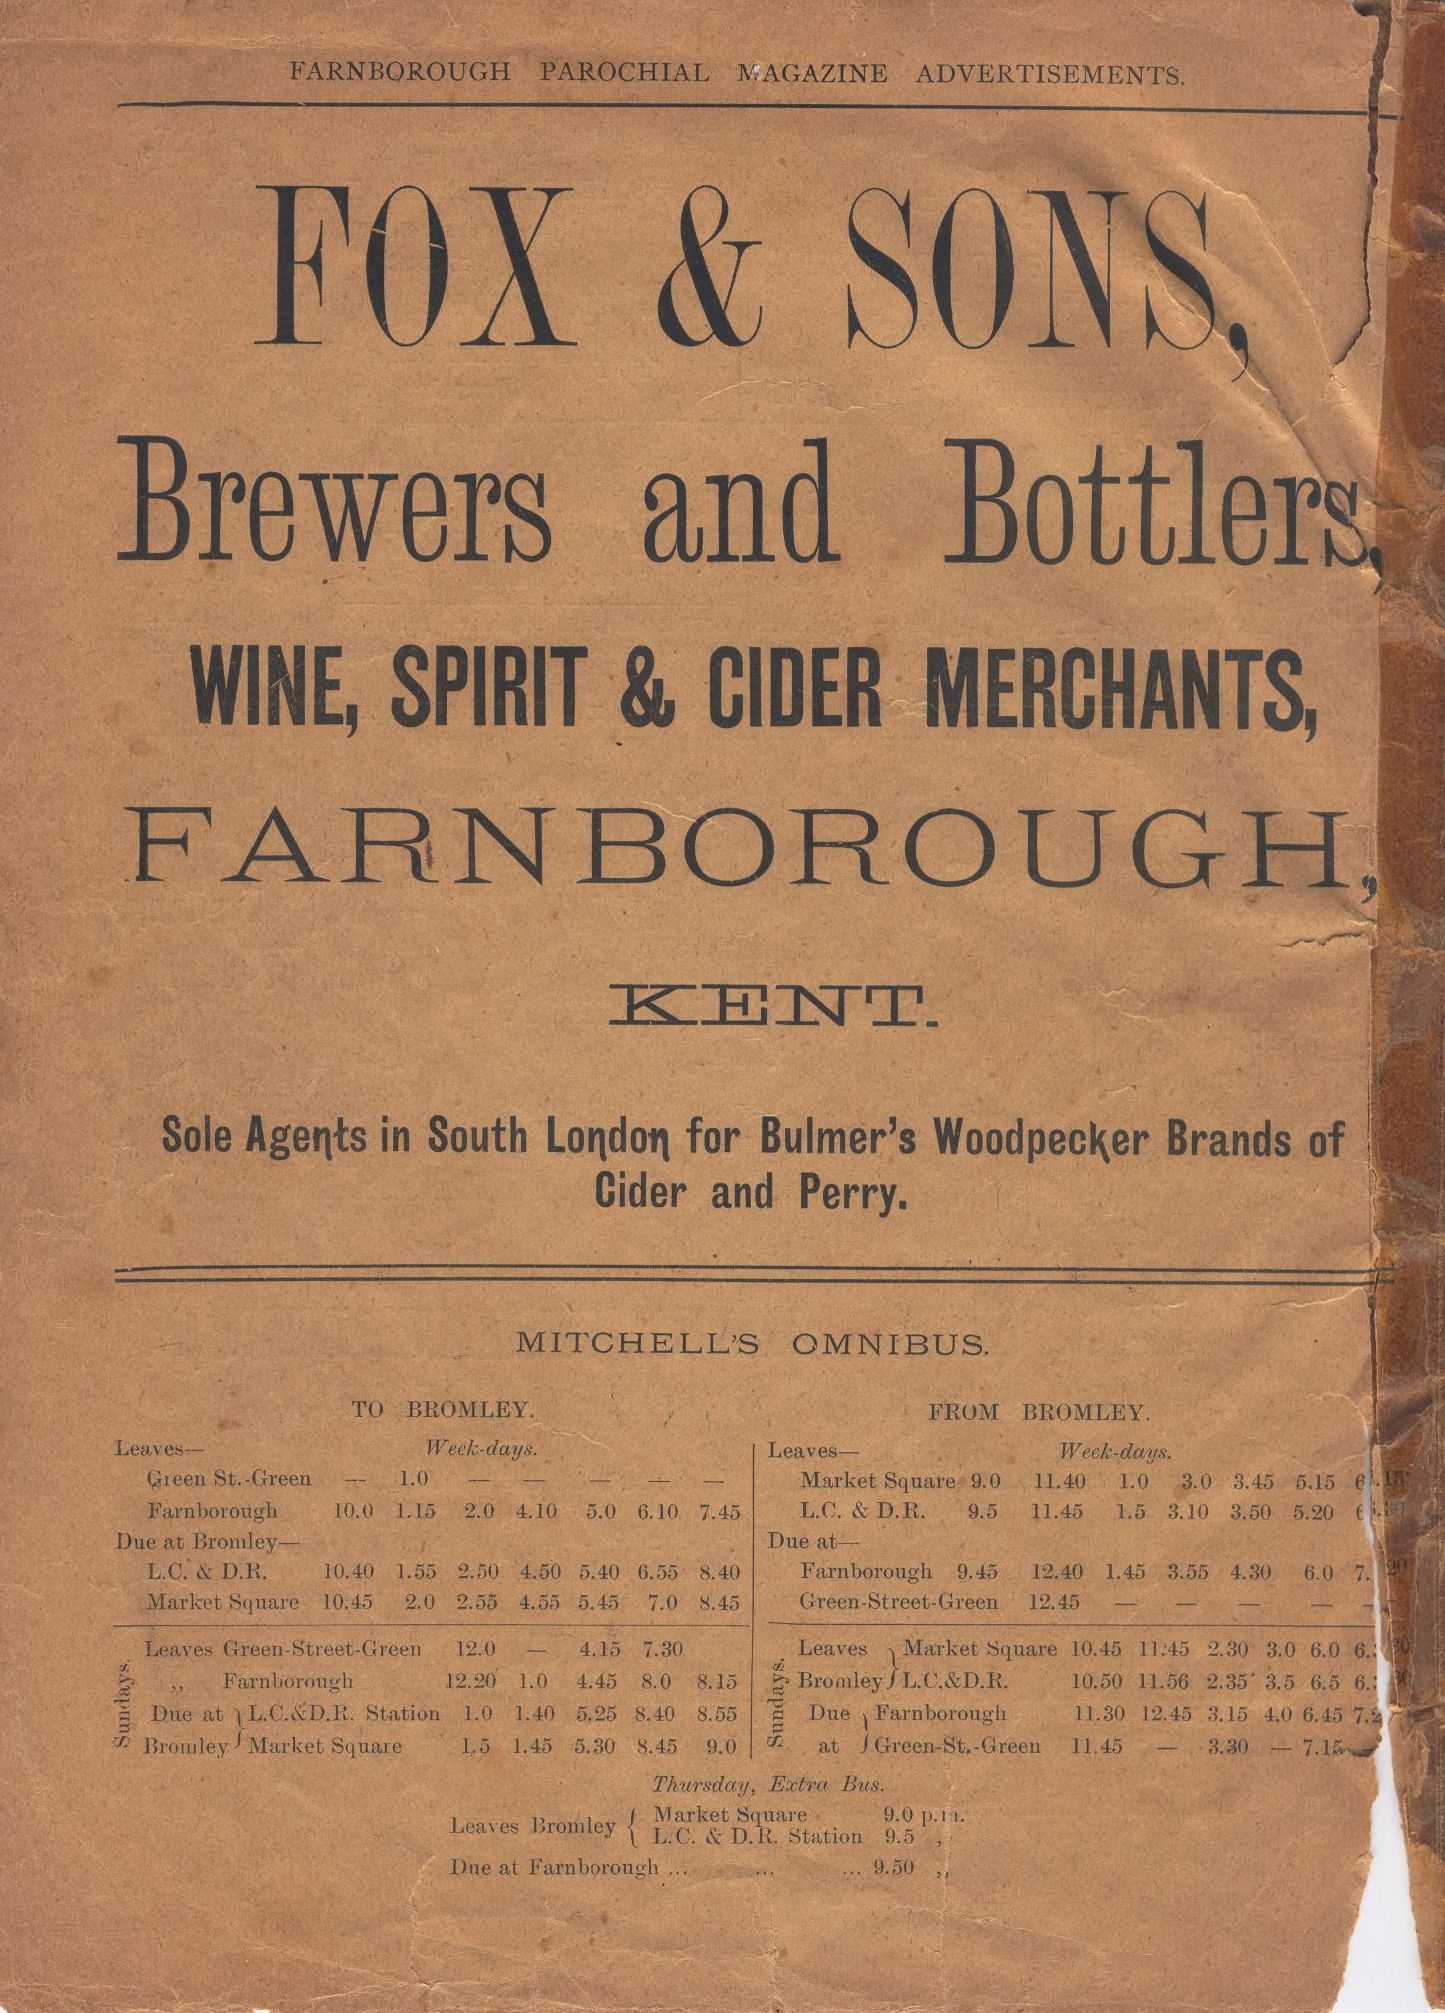 FARNBOROUGH PAROCHIAL MAGAZINE ADVERTISEMENTS.
FOX & SONS,
Brewers and Bottlers,
WINE, SPIRIT & CIDER MERCHANTS,
FARNBOROUGH,
KENT.
Sole Agents in South London for Bulmer's Woodpecker Brands of
Cider and Perry.
MITCHELL'S OMNIBUS.
TO BROMLEY.
Leaves— Week-days.
Green St.-Green — 1.0 — — — — —
Farnborough 10.0 1.15 2.0 4.10 5.0 6.10 7.45
Due at Bromley—
L.C. & D.R. 10.40 1.55 2.50 4.50 5.40 6.55 8.40
Market Square 10.45 2.0 2.55 4.55 5.45 7.0 8.45
Sundays.
Leaves Green-Street-Green 12.0 — 4.15 7.30
,, Farnborough 12.20 1.0 4.45 8.0 8.15
Due at } L.C.&D.R. Station 1.0 1.40 5.25 8.40 8.55
Bromley } Market Square 1.5 1.45 5.30 8.45 9.0
FROM BROMLEY.
Leaves— Week-days.
Market Square 9.0 11.40 1.0 3.0 3.45 5.15
L.C. & D.R. 9.5 11.45 1.5 3.10 3.50 5.20
Due at—
Farnborough 9.45 12.40 1.45 3.55 4.30 6.0
Green-Street-Green 12.45 — — — — —
Sundays.
Leaves } Market Square 10.45 11.45 2.30 3.0 6.0
Bromley } L.C.&D.R. 10.50 11.56 2.35 3.5 6.5
Due } Farnborough 11.30 12.45 3.15 4.0 6.45
at } Green-St.-Green 11.45 — 3.30 — 7.15 —
Thursday, Extra Bus.
Leaves Bromley { Market Square 9.0 p.m.
L.C. & D.R. Station 9.5 ,,
Due at Farnborough ... ... ... 9.50 ,,